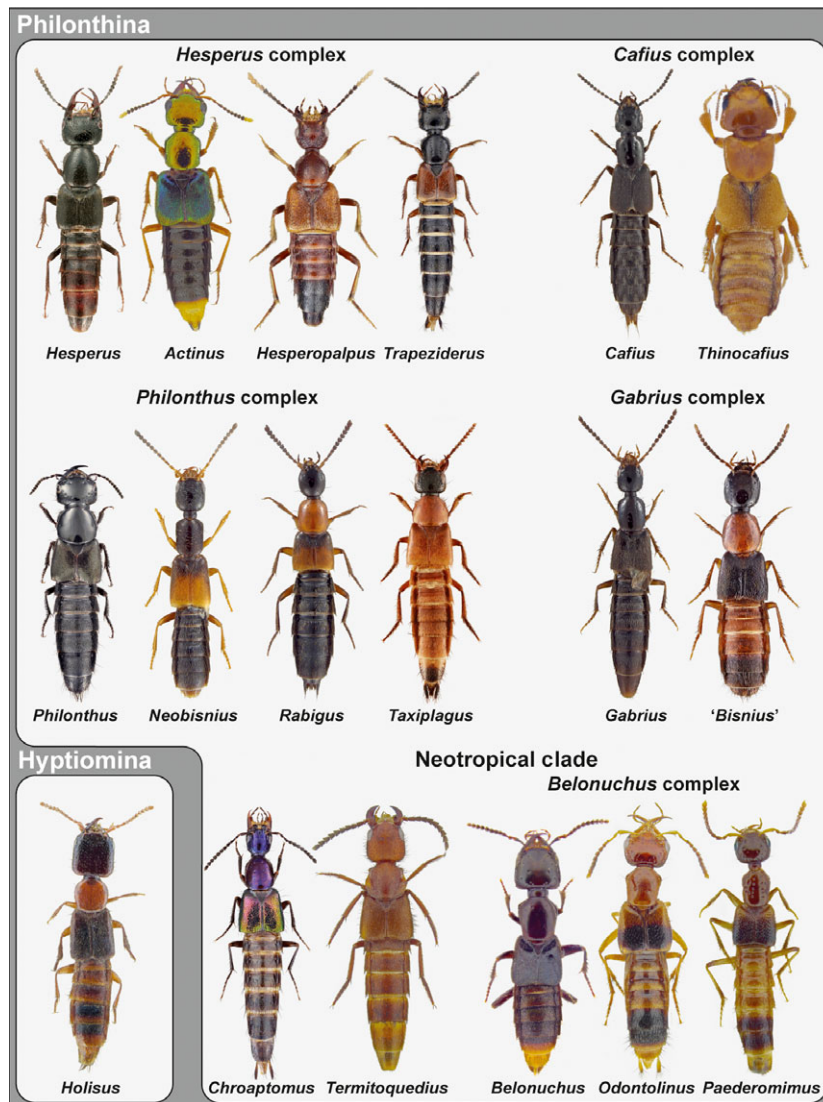 Philonthina
Hesperus complex
Cafius complex
Hesperus
Actinus
Hesperopalpus
Trapeziderus
Cafius
Thinocafius
Philonthus complex
Gabrius complex
Philonthus
Neobisnius
Rabigus
Taxiplagus
Gabrius
‘Bisnius’
Hyptiomina
Holisus
Neotropical clade
Belonuchus complex
Chroaptomus
Termitoquedius
Belonuchus
Odontolinus
Paederomimus